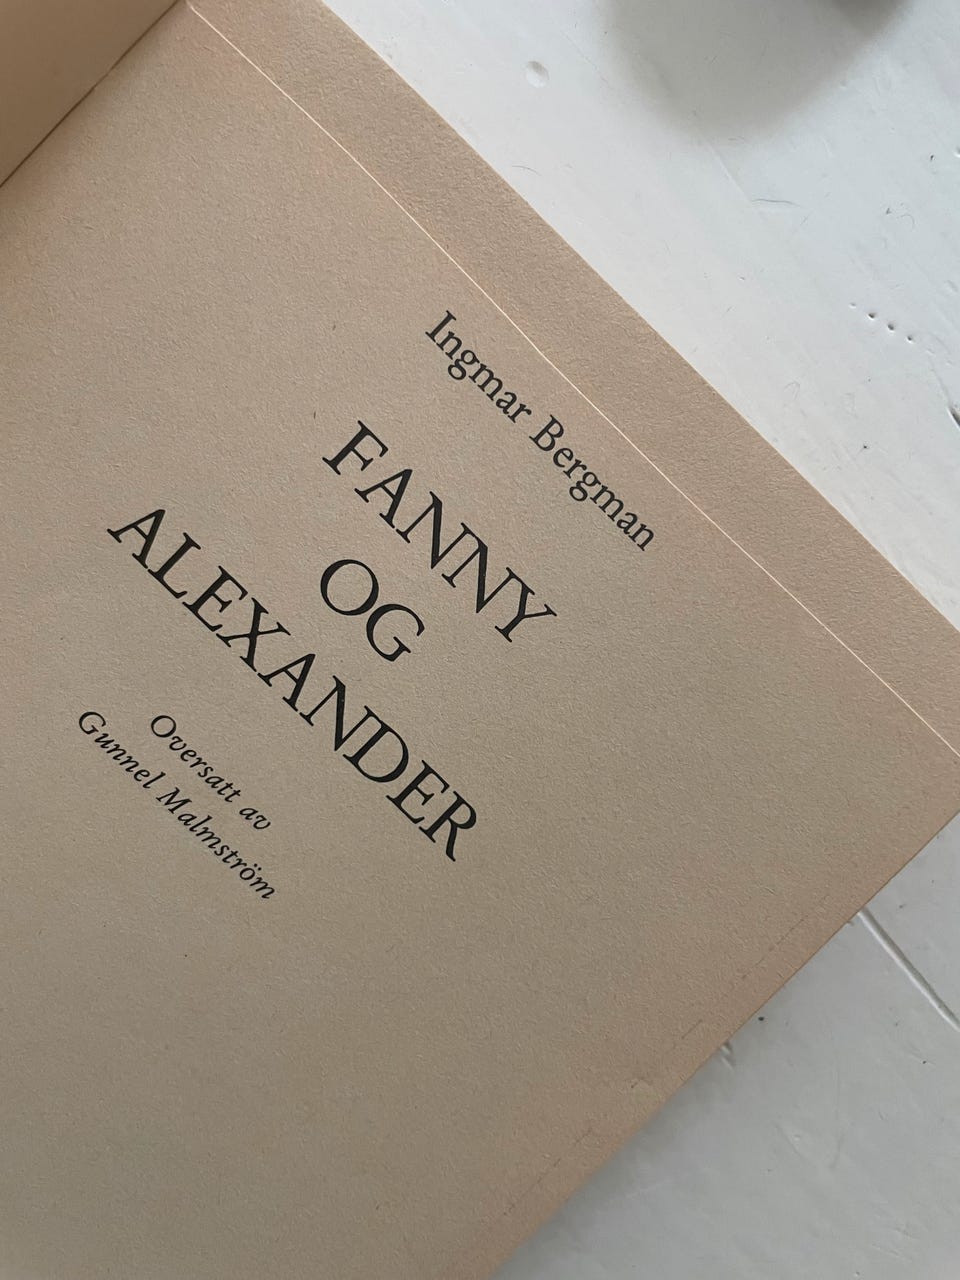 Ingmar Bergman
FANNY
OG
ALEXANDER
Oversatt av
Gunnel Malmström